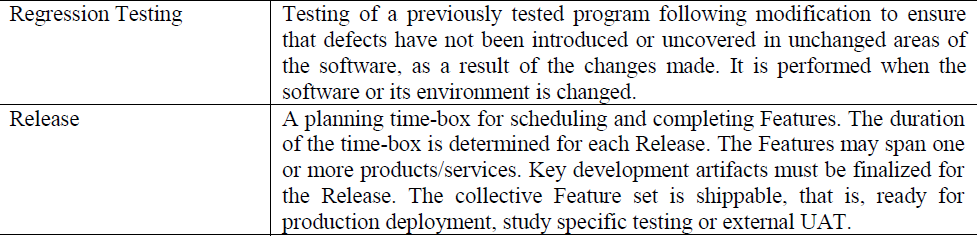 Regression Testing
Testing of a previously tested program following modification to ensure
that defects have not been introduced or uncovered in unchanged areas of
the software, as a result of the changes made. It is performed when the
software or its environment is changed.
Release
A planning time-box for scheduling and completing Features. The duration
of the time-box is determined for each Release. The Features may span one
or more products/services. Key development artifacts must be finalized for
the Release. The collective Feature set is shippable, that is, ready for
production deployment, study specific testing or external UAT.